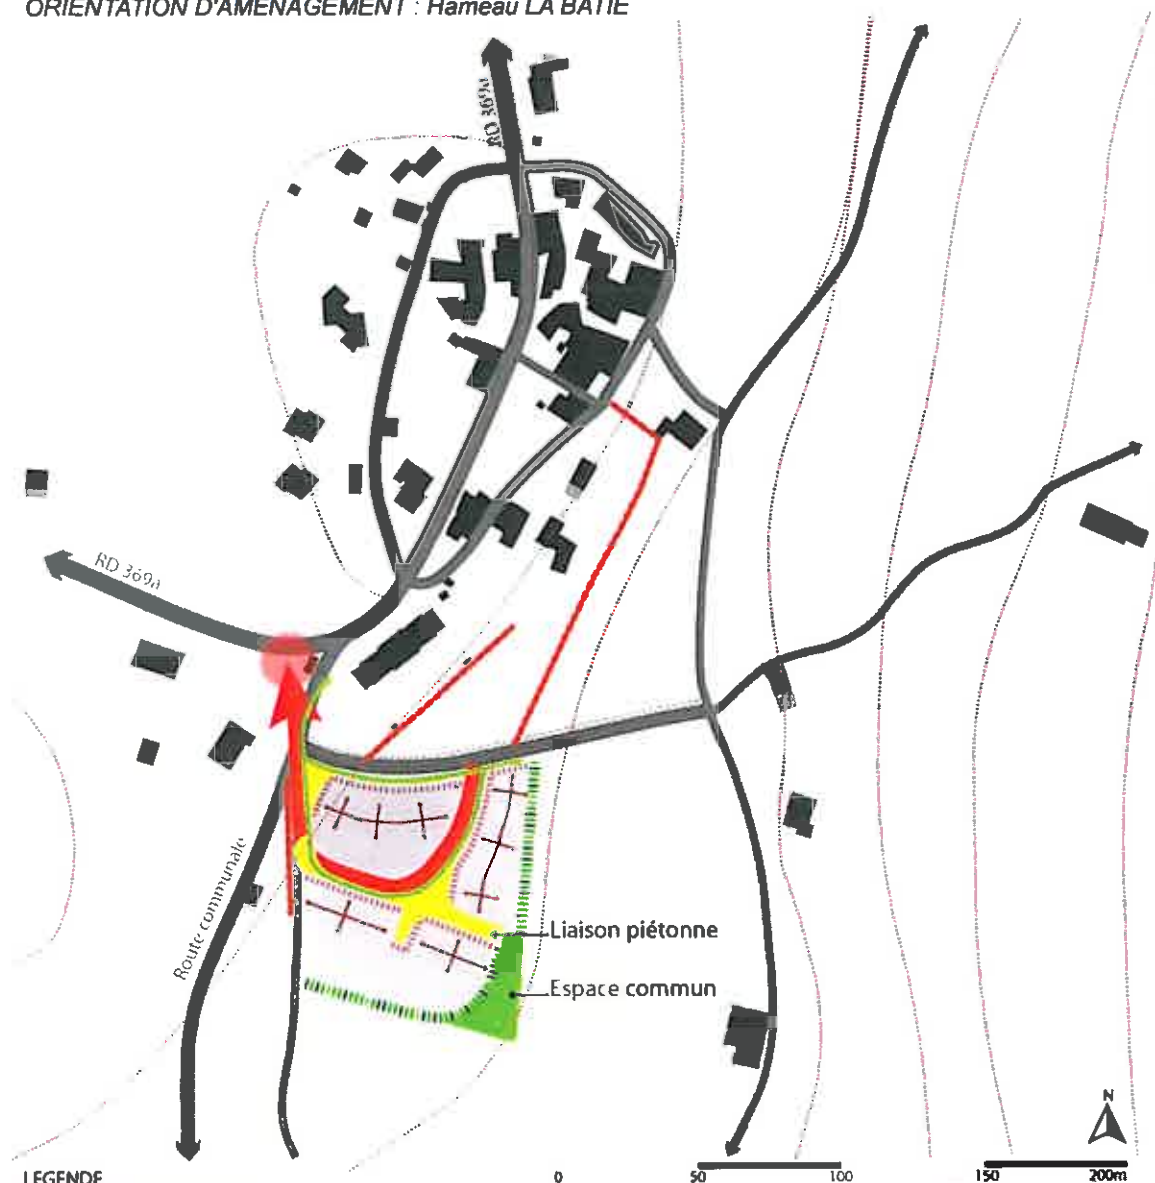 ORIENTATION D'AMENAGEMENT : Hameau LA BATIE
RD 369a
RD 369a
Route communale
Liaison piétonne
Espace commun
N
LEGENDE
0 50 100 150 200m